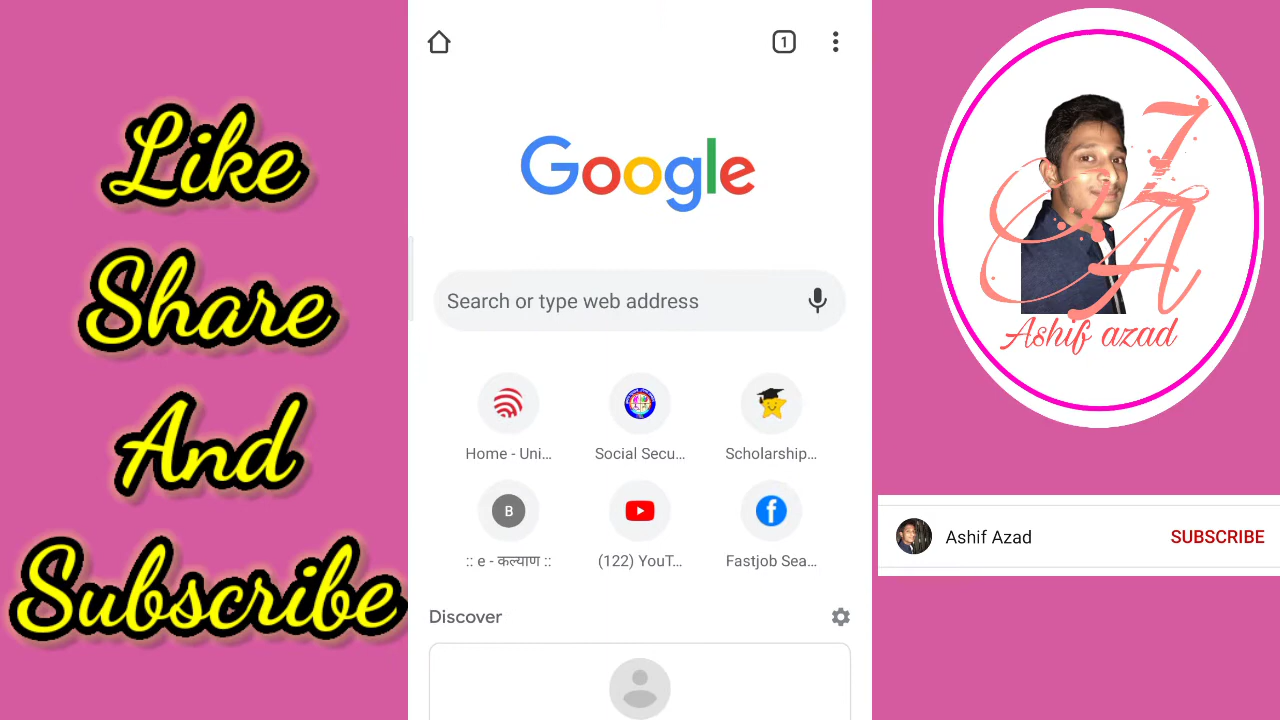 Like
Share
And
Subscribe
1
Google
Search or type web address
Home - Uni...
Social Secu...
Scholarship...
B
:: e - कल्याण ::
(122) YouT...
Fastjob Sea...
Discover
A
Ashif azad
Ashif Azad
SUBSCRIBE